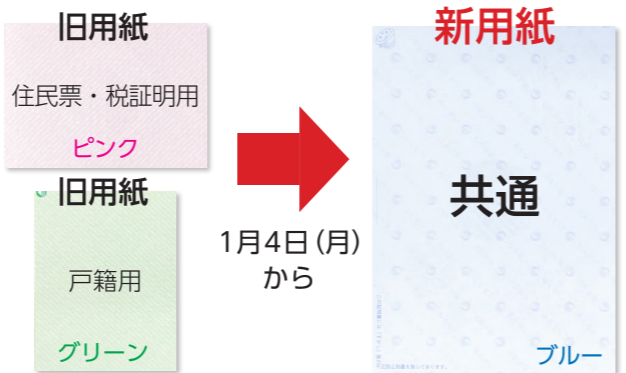 旧用紙
住民票・税証明用
ピンク
旧用紙
戸籍用
グリーン
1月4日(月)
から
新用紙
共通
ブルー